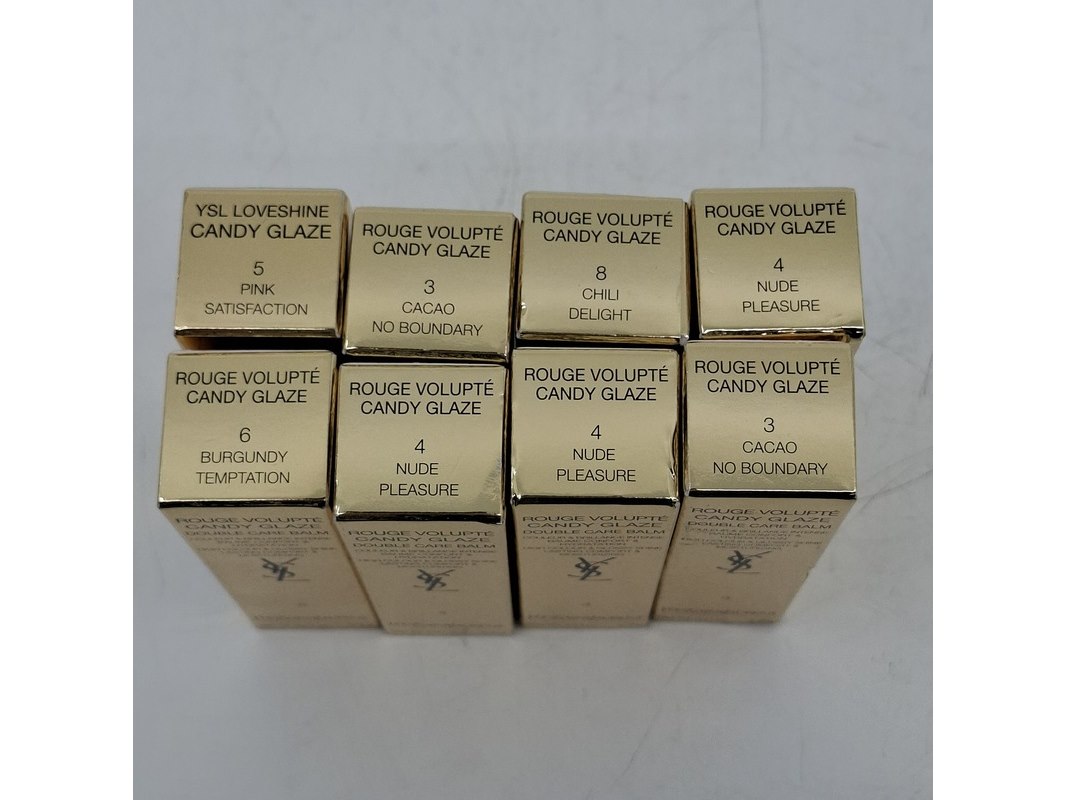 YSL LOVESHINE
CANDY GLAZE
5
PINK
SATISFACTION
ROUGE VOLUPTÉ
CANDY GLAZE
3
CACAO
NO BOUNDARY
ROUGE VOLUPTÉ
CANDY GLAZE
8
CHILI
DELIGHT
ROUGE VOLUPTÉ
CANDY GLAZE
4
NUDE
PLEASURE
ROUGE VOLUPTÉ
CANDY GLAZE
6
BURGUNDY
TEMPTATION
ROUGE VOLUPTÉ
CANDY GLAZE
DOUBLE CARE BALM
ROUGE VOLUPTÉ
CANDY GLAZE
4
NUDE
PLEASURE
ROUGE VOLUPTÉ
CANDY GLAZE
DOUBLE CARE BALM
ROUGE VOLUPTÉ
CANDY GLAZE
4
NUDE
PLEASURE
ROUGE VOLUPTÉ
CANDY GLAZE
DOUBLE CARE BALM
ROUGE VOLUPTÉ
CANDY GLAZE
3
CACAO
NO BOUNDARY
ROUGE VOLUPTÉ
CANDY GLAZE
DOUBLE CARE BALM